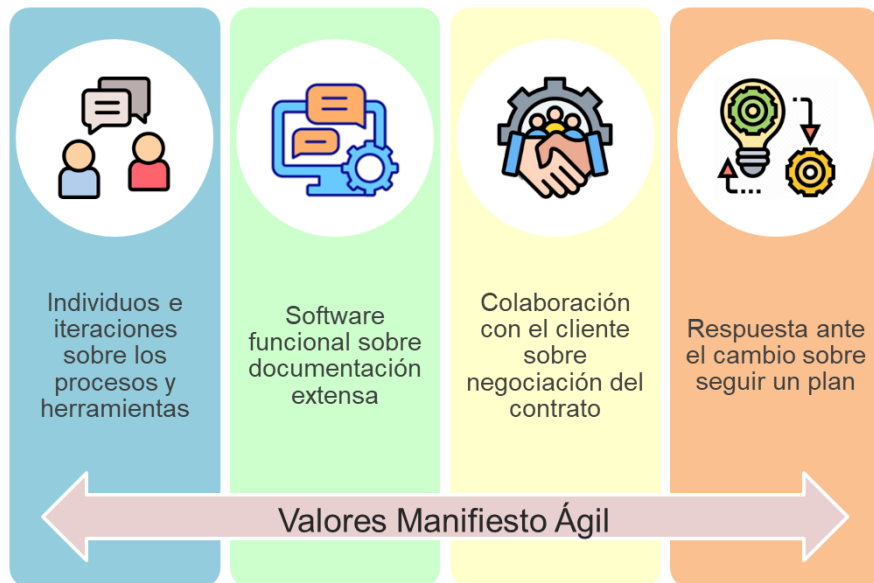 Individuos e
iteraciones
sobre los
procesos y
herramientas
Software
funcional sobre
documentación
extensa
Colaboración
con el cliente
sobre
negociación del
contrato
Respuesta ante
el cambio sobre
seguir un plan
Valores Manifiesto Ágil